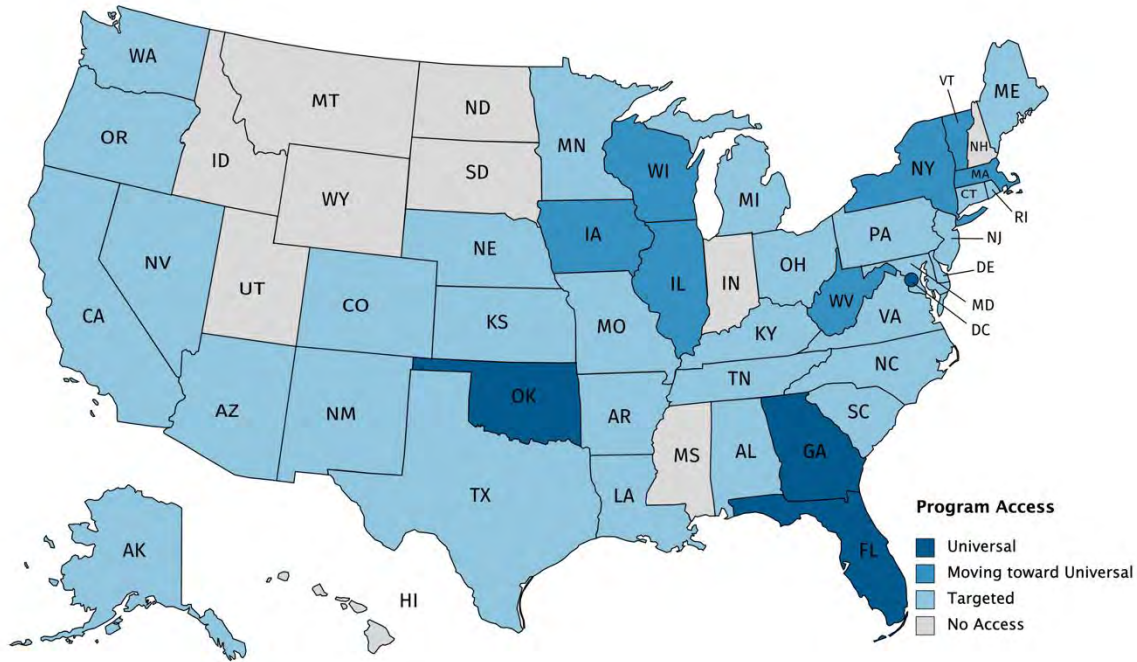 WA
MT
ND
VT
ME
OR
MN
NH
ID
SD
WI
NY
MA
WY
MI
CT
RI
IA
PA
NJ
NE
NV
OH
DE
UT
IL
IN
CO
WV
MD
CA
KS
MO
VA
DC
KY
NC
TN
OK
AZ
NM
AR
SC
MS
AL
GA
TX
LA
Program Access
AK
Universal
FL
Moving toward Universal
HI
Targeted
No Access